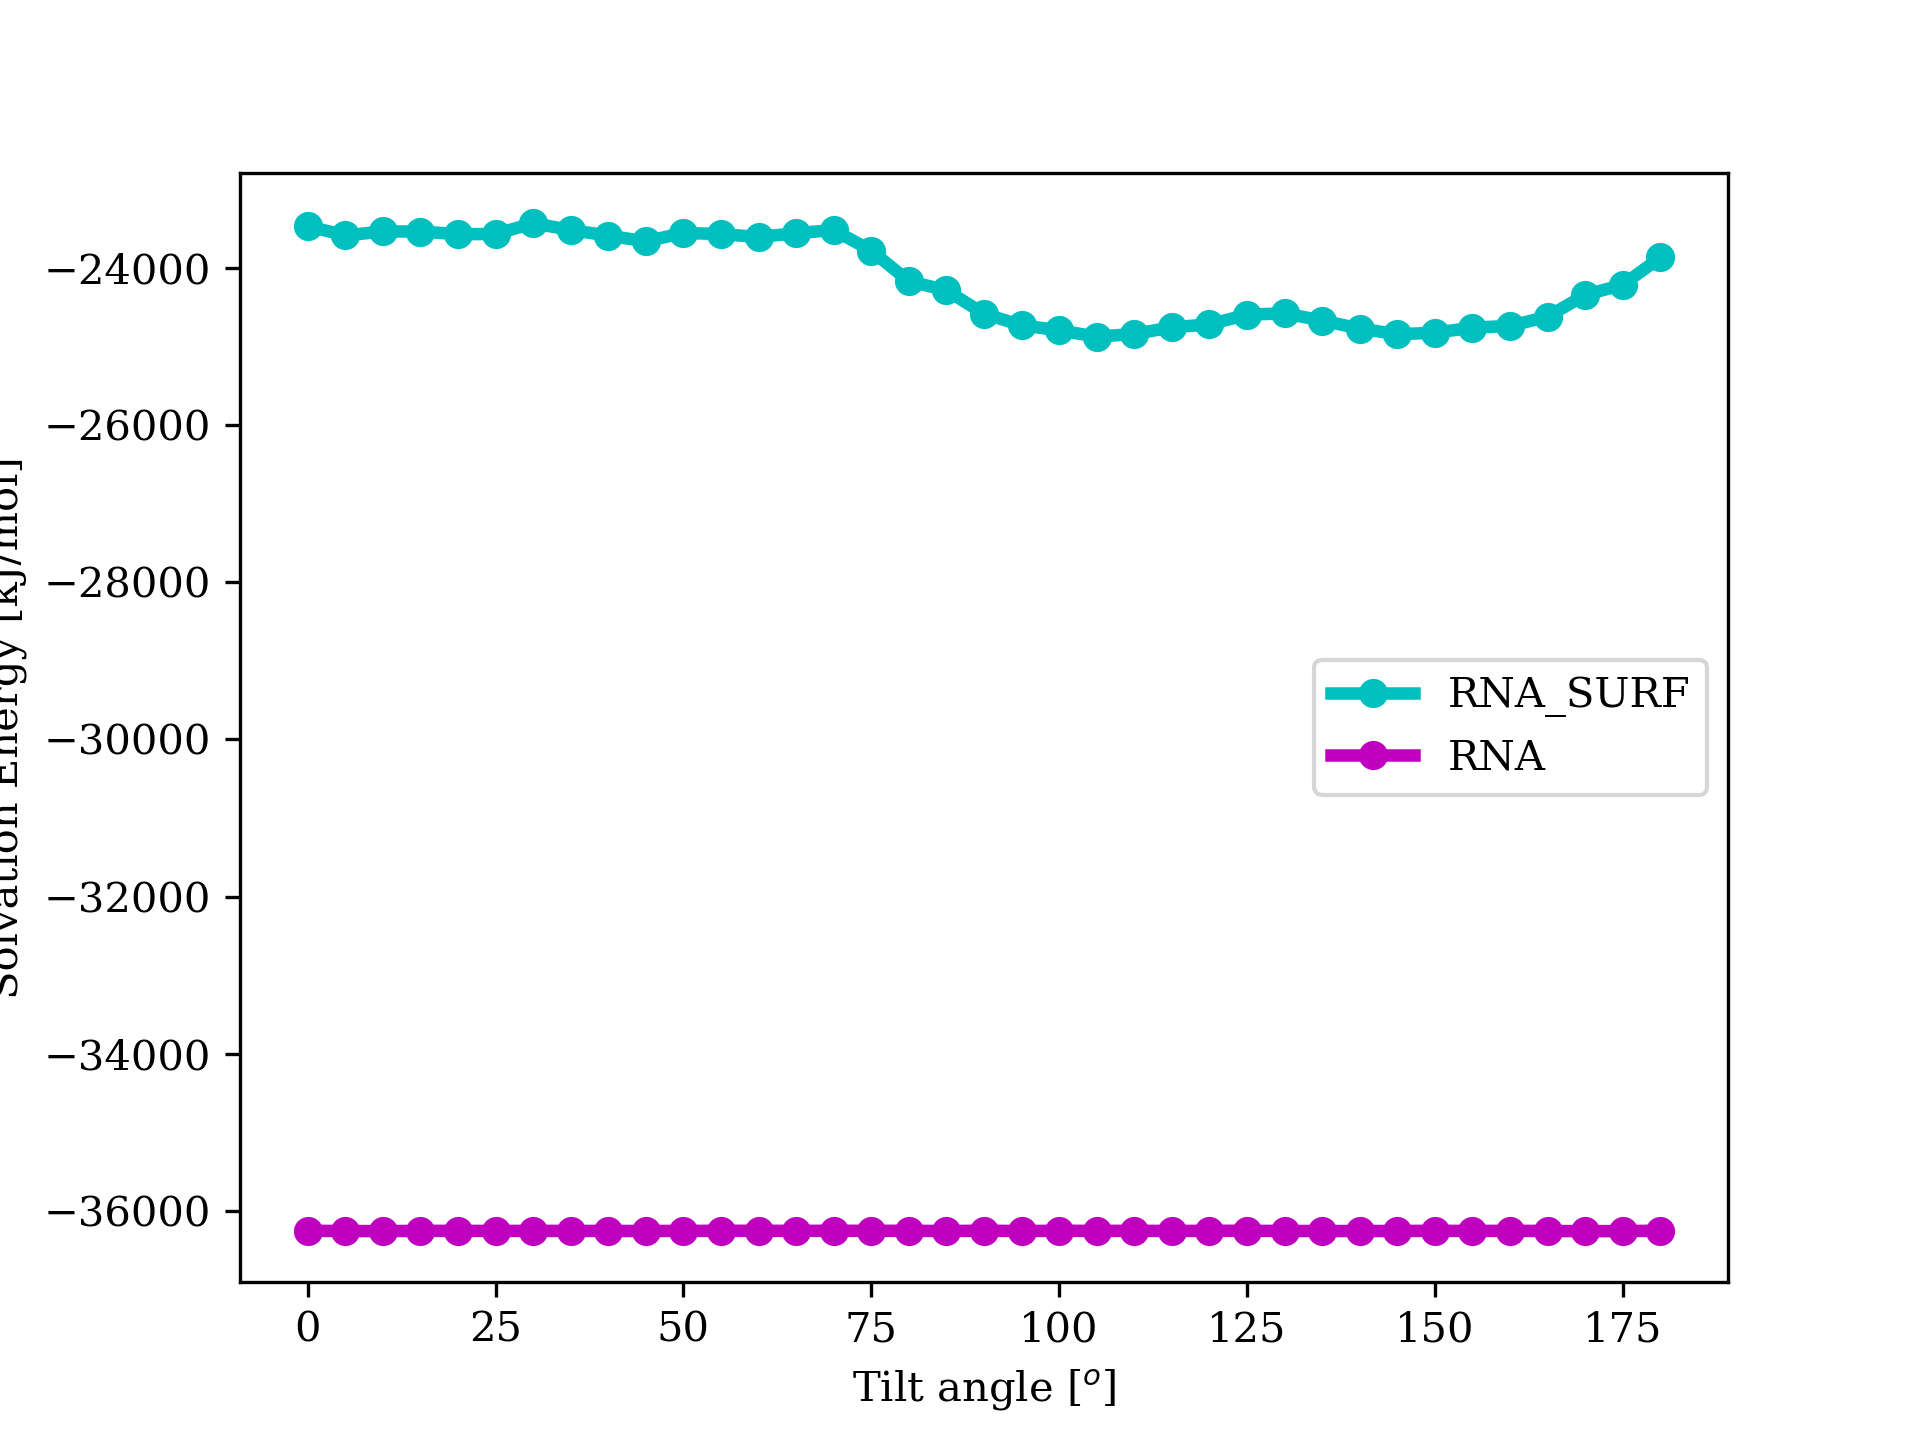 −24000
−26000
−28000
−30000
−32000
−34000
−36000
Solvation Energy [kJ/mol]
RNA_SURF
RNA
0 25 50 75 100 125 150 175
Tilt angle [o]